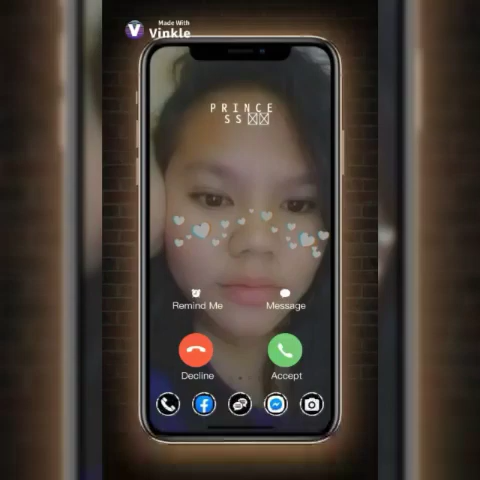 Made With
Vinkle
PRINCE
SS
Remind Me
Message
Decline
Accept